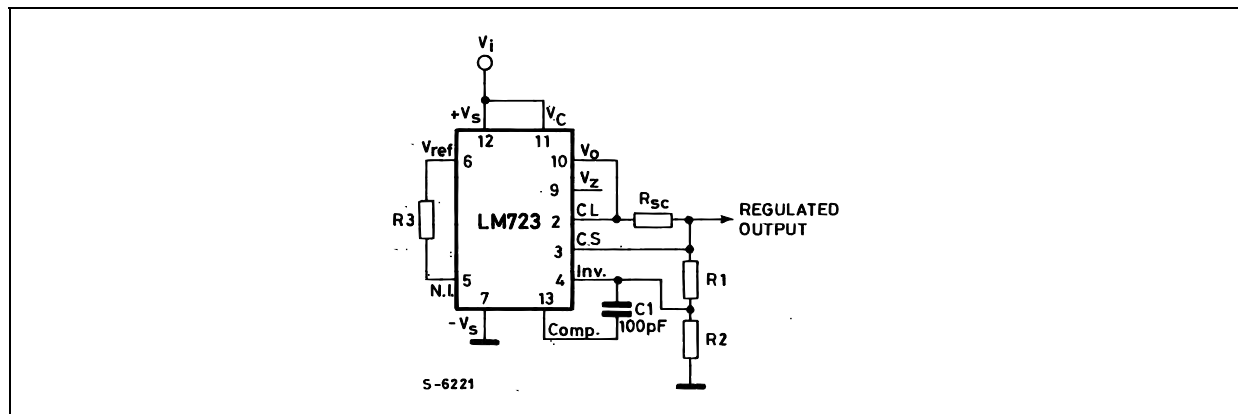 Vi
+Vs
VC
12
11
Vref
6
10
Vo
9
Vz
R3
LM723
2
CL
Rsc
REGULATED
OUTPUT
3
CS
5
N.I.
4
Inv.
R1
7
13
C1
100pF
-Vs
Comp.
R2
S-6221